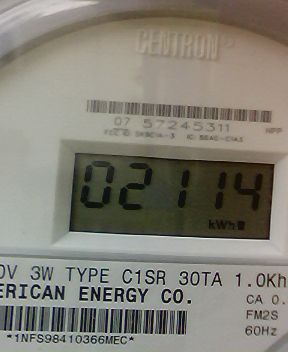 CENTRON
07 57245311 NPP
02114
kWh
0V 3W TYPE C1SR 30TA 1.0Kh
ERICAN ENERGY CO.
CA 0.
FM2S
60Hz
*1NFS98410366MEC*